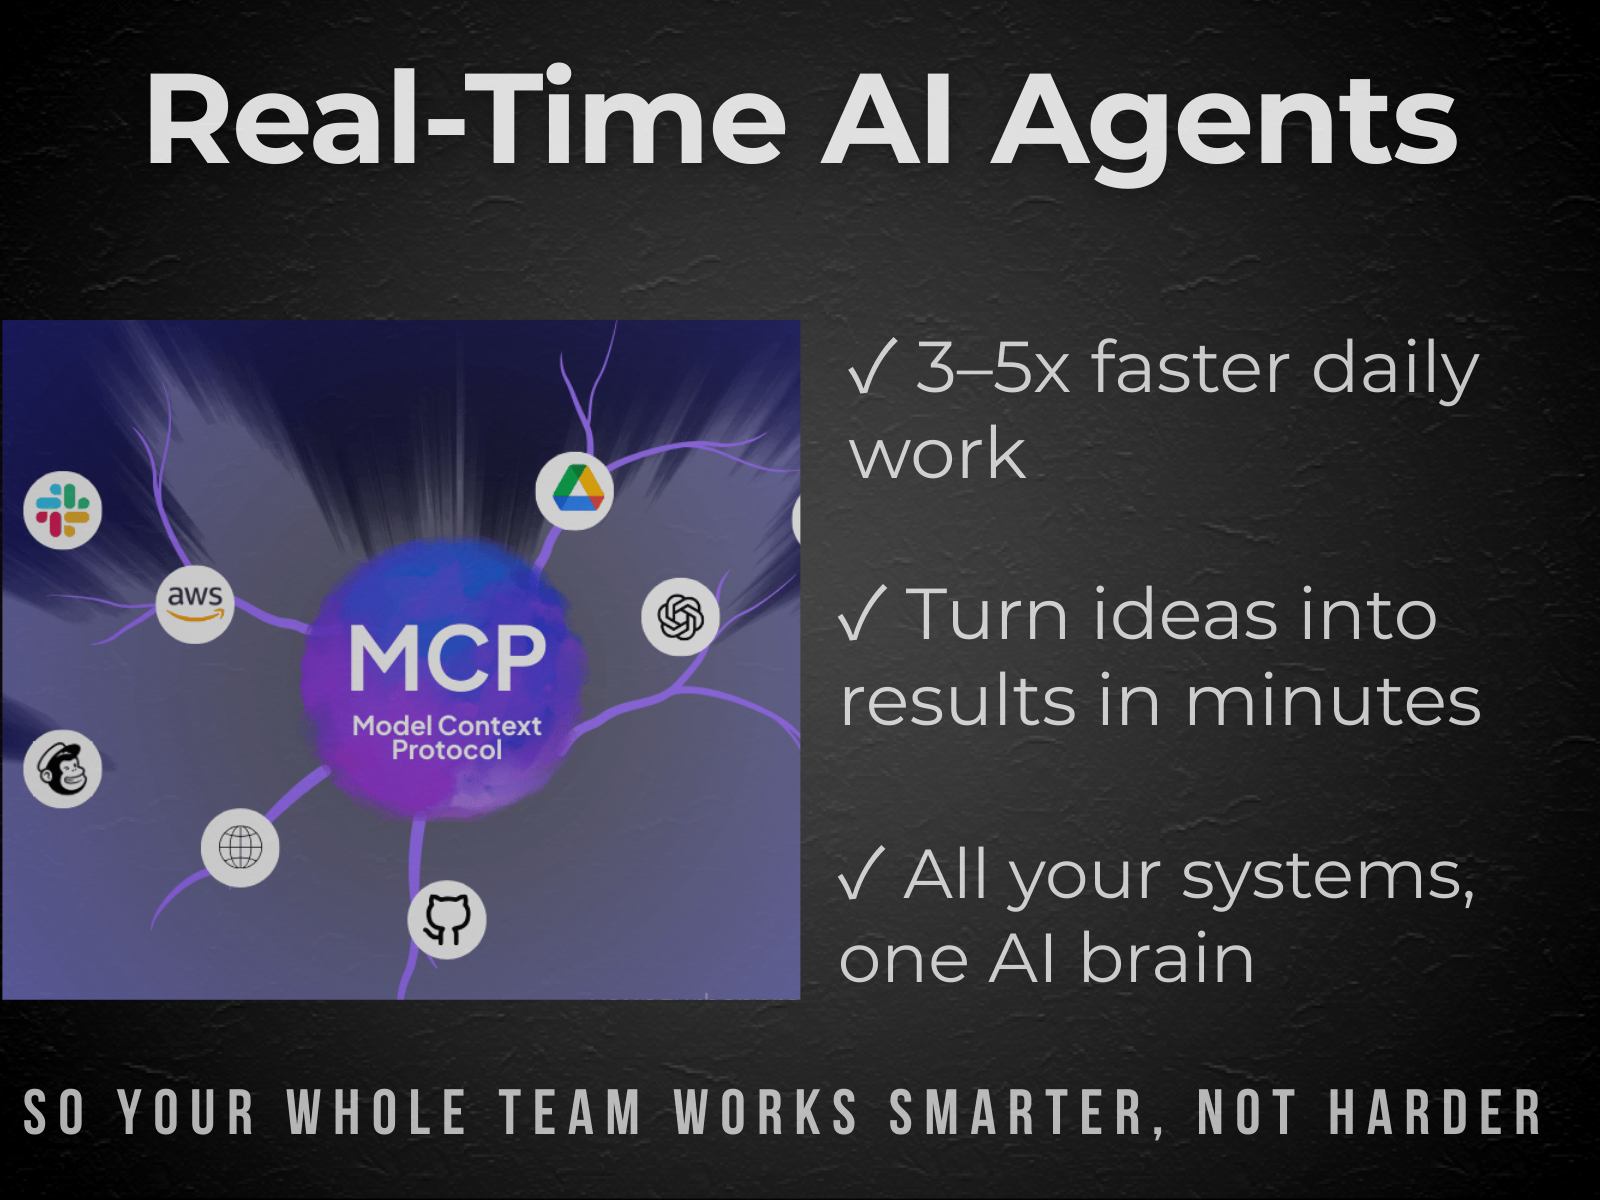 Real-Time AI Agents
aws
MCP
Model Context
Protocol
✓ 3–5x faster daily
work
✓ Turn ideas into
results in minutes
✓ All your systems,
one AI brain
SO YOUR WHOLE TEAM WORKS SMARTER, NOT HARDER